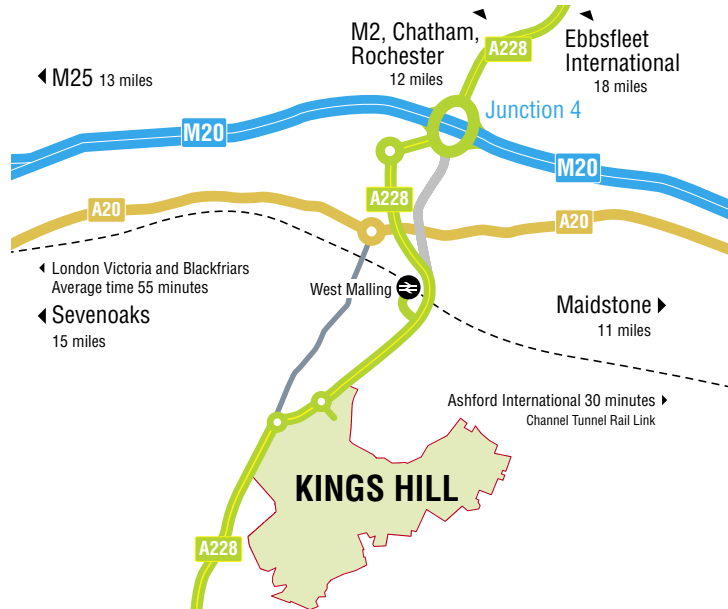 M2, Chatham,
Rochester
12 miles
A228
Ebbsfleet
International
18 miles
M25 13 miles
Junction 4
M20
M20
A228
A20
A20
London Victoria and Blackfriars
Average time 55 minutes
West Malling
Sevenoaks
15 miles
Maidstone
11 miles
Ashford International 30 minutes
Channel Tunnel Rail Link
KINGS HILL
A228